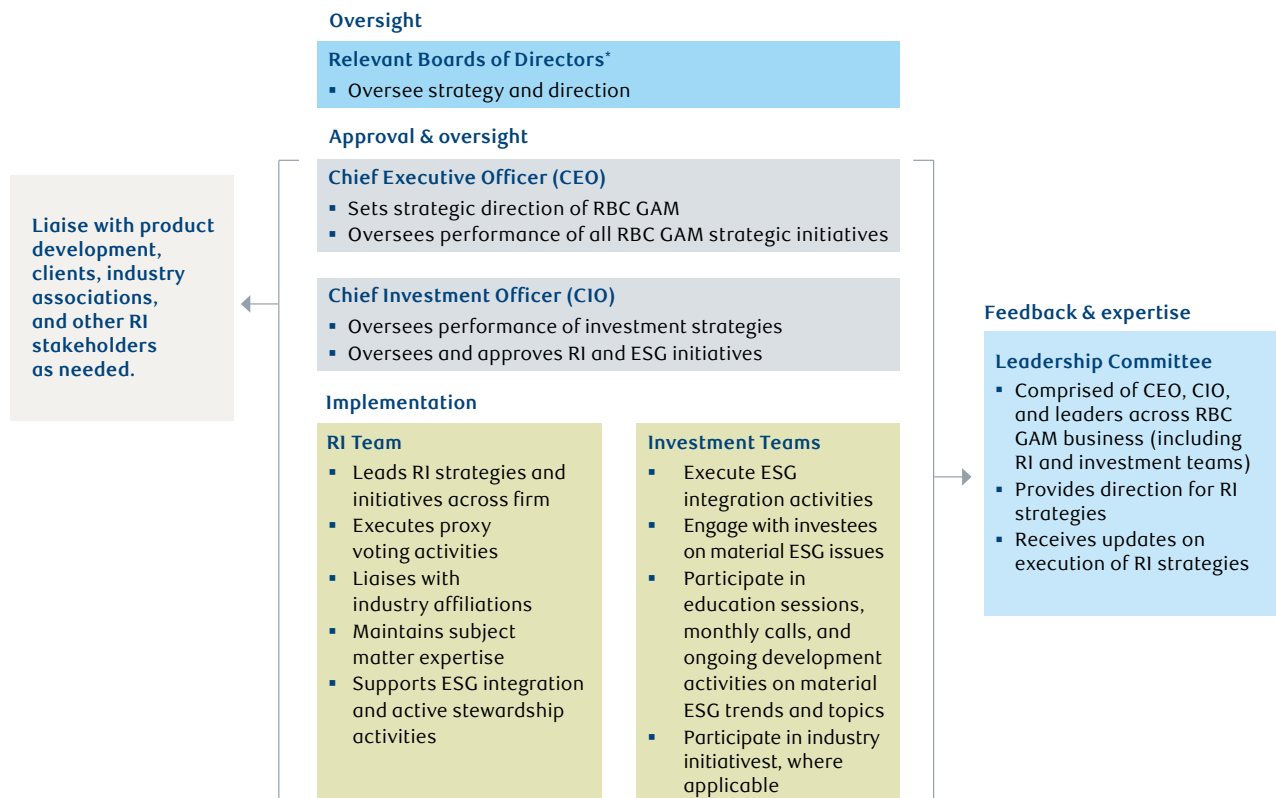 Oversight
Relevant Boards of Directors*
▪ Oversee strategy and direction
Approval & oversight
Chief Executive Officer (CEO)
▪ Sets strategic direction of RBC GAM
▪ Oversees performance of all RBC GAM strategic initiatives
Liaise with product
development,
clients, industry
associations,
and other RI
stakeholders
as needed.
Chief Investment Officer (CIO)
▪ Oversees performance of investment strategies
▪ Oversees and approves RI and ESG initiatives
Implementation
RI Team
▪ Leads RI strategies and
initiatives across firm
▪ Executes proxy
voting activities
▪ Liaises with
industry affiliations
▪ Maintains subject
matter expertise
▪ Supports ESG integration
and active stewardship
activities
Investment Teams
▪ Execute ESG
integration activities
▪ Engage with investees
on material ESG issues
▪ Participate in
education sessions,
monthly calls, and
ongoing development
activities on material
ESG trends and topics
▪ Participate in industry
initiativest, where
applicable
Feedback & expertise
Leadership Committee
▪ Comprised of CEO, CIO,
and leaders across RBC
GAM business (including
RI and investment teams)
▪ Provides direction for RI
strategies
▪ Receives updates on
execution of RI strategies